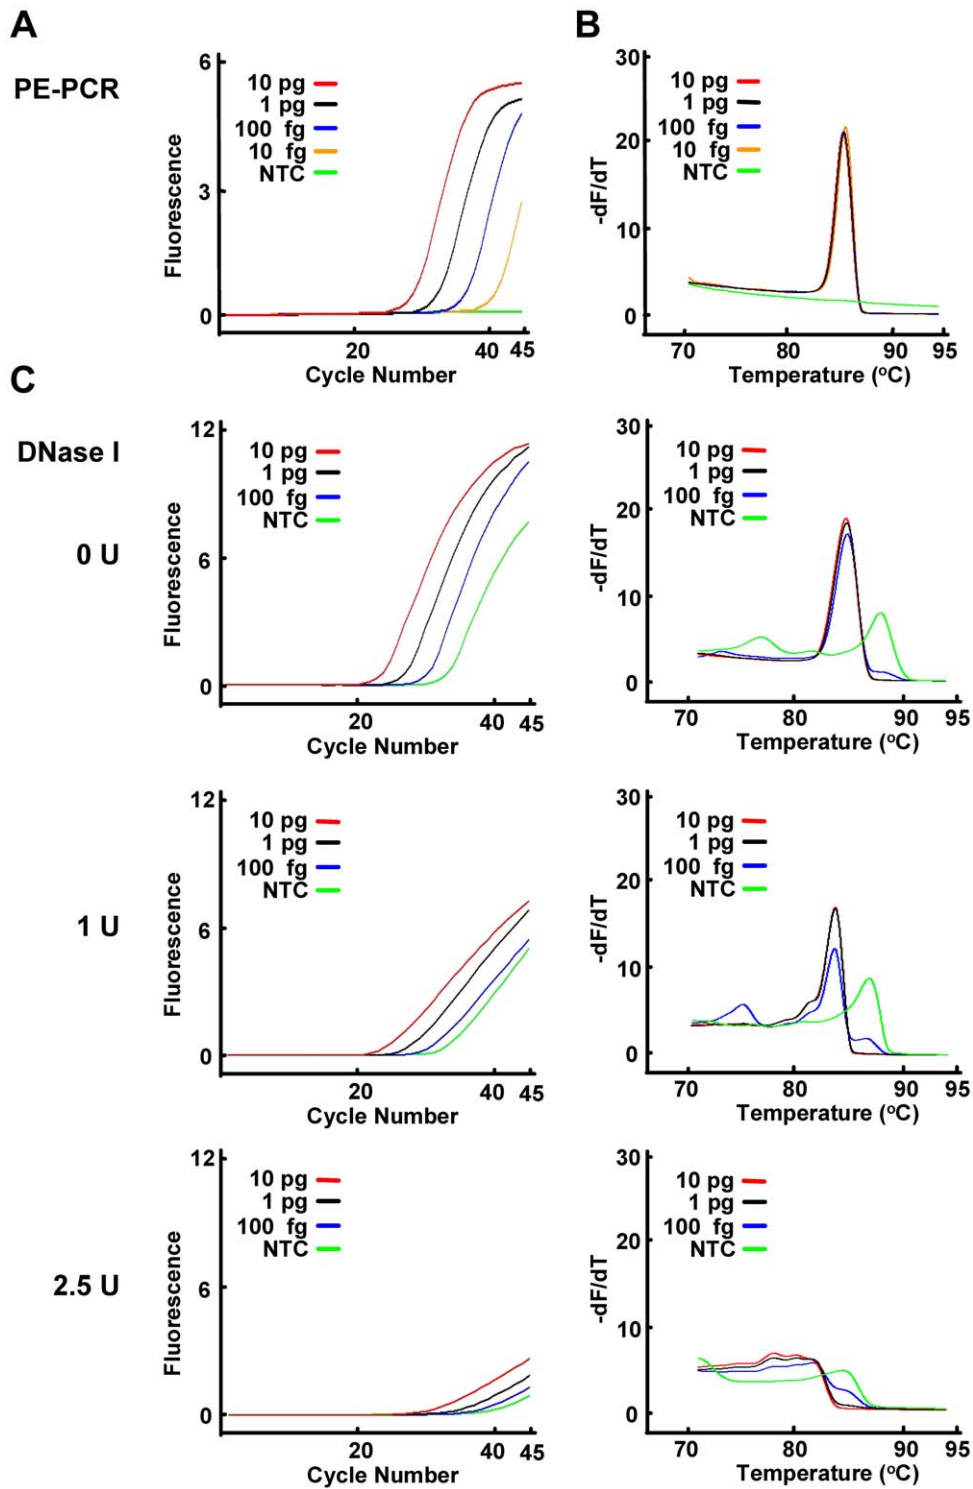 A
B
PE-PCR
6
3
0
Fluorescence
10 pg
1 pg
100 fg
10 fg
NTC
20
40 45
Cycle Number
30
20
10
0
-dF/dT
10 pg
1 pg
100 fg
10 fg
NTC
70
80
90
95
Temperature (oC)
C
DNase I
0 U
12
6
0
Fluorescence
10 pg
1 pg
100 fg
NTC
20
40
45
Cycle Number
30
20
10
0
-dF/dT
10 pg
1 pg
100 fg
NTC
70
80
90
95
Temperature (oC)
1 U
12
6
0
Fluorescence
10 pg
1 pg
100 fg
NTC
20
40
45
Cycle Number
30
20
10
0
-dF/dT
10 pg
1 pg
100 fg
NTC
70
80
90
95
Temperature (oC)
2.5 U
12
6
0
Fluorescence
10 pg
1 pg
100 fg
NTC
20
40
45
Cycle Number
30
20
10
0
-dF/dT
10 pg
1 pg
100 fg
NTC
70
80
90
95
Temperature (oC)